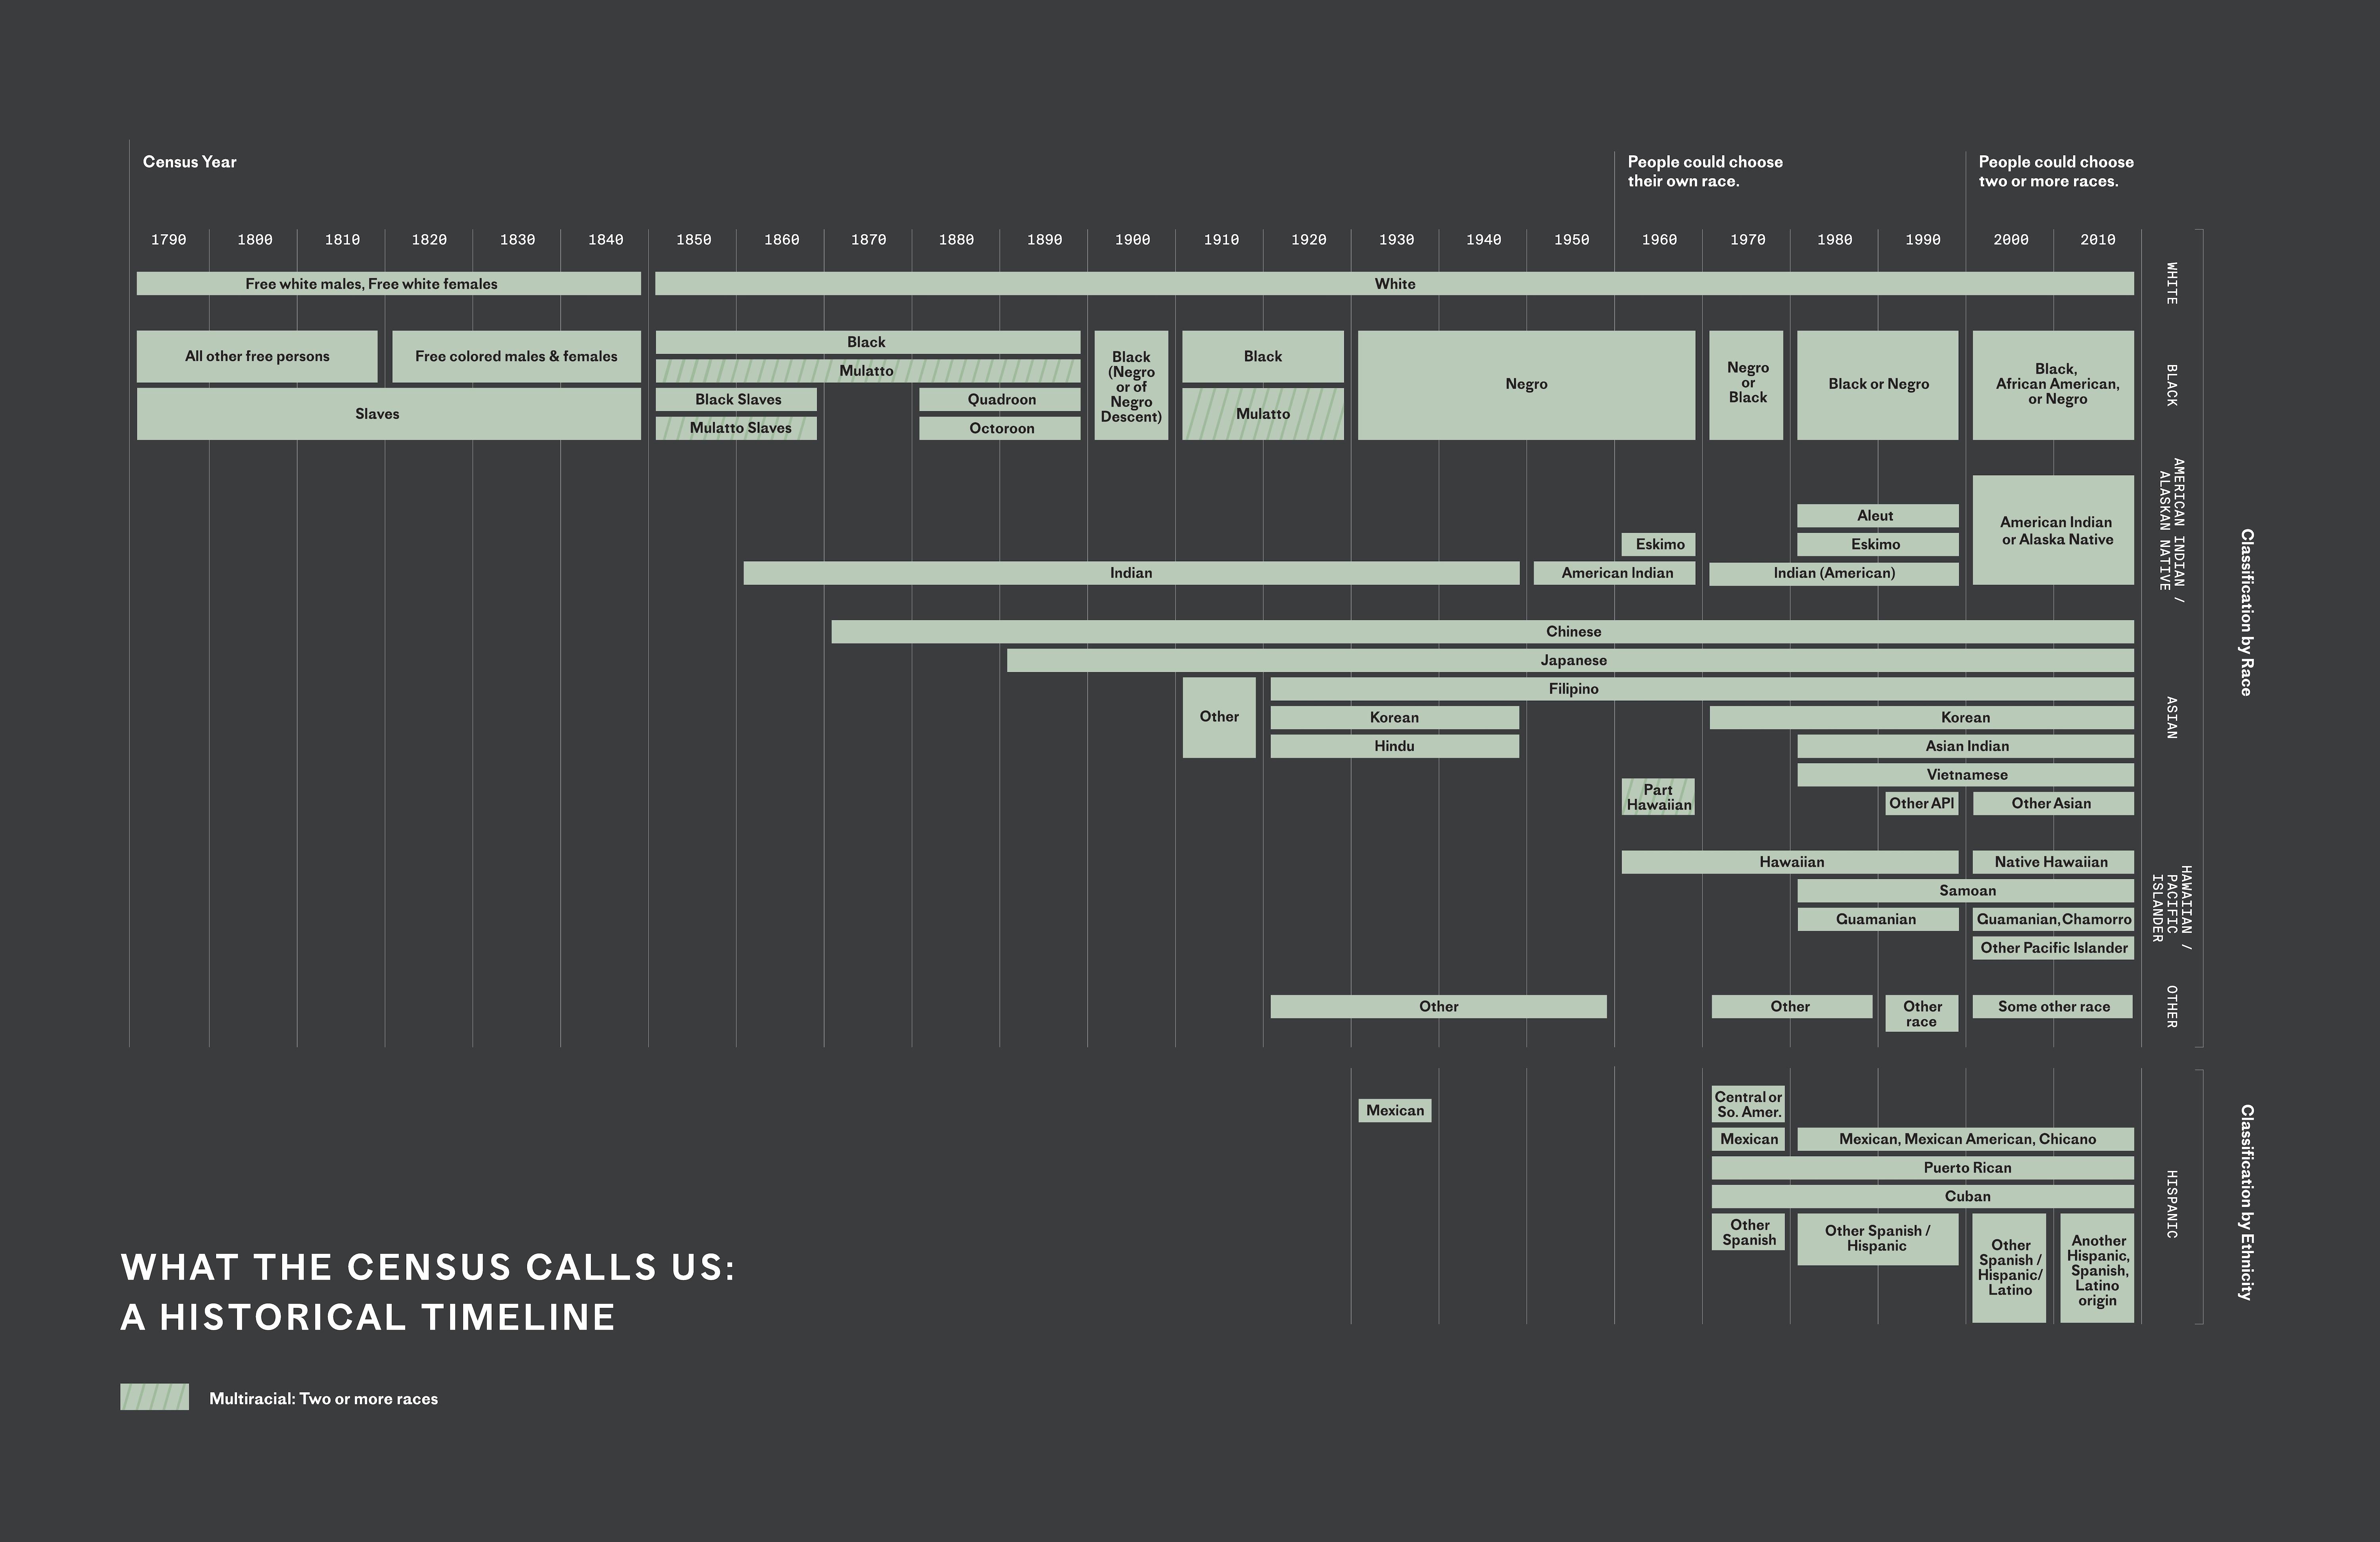 Census Year
People could choose
their own race.
People could choose
two or more races.
1790 1800 1810 1820 1830 1840 1850 1860 1870 1880 1890 1900 1910 1920 1930 1940 1950 1960 1970 1980 1990 2000 2010
Free white males, Free white females
White
WHITE
All other free persons
Free colored males & females
Slaves
Black
Mulatto
Black Slaves
Mulatto Slaves
Quadroon
Octoroon
Black
(Negro
or of
Negro
Descent)
Black
Mulatto
Negro
Negro
or
Black
Black or Negro
Black,
African American,
or Negro
BLACK
Aleut
Eskimo
Eskimo
Indian
American Indian
Indian (American)
American Indian
or Alaska Native
AMERICAN INDIAN /
ALASKAN NATIVE
Chinese
Japanese
Other
Filipino
Korean
Korean
Hindu
Asian Indian
Vietnamese
Part
Hawaiian
Other API
Other Asian
ASIAN
Hawaiian
Native Hawaiian
Samoan
Guamanian
Guamanian, Chamorro
Other Pacific Islander
HAWAIIAN /
PACIFIC
ISLANDER
Other
Other
Other
race
Some other race
OTHER
Classification by Race
Mexican
Central or
So. Amer.
Mexican
Mexican, Mexican American, Chicano
Puerto Rican
Cuban
Other
Spanish
Other Spanish /
Hispanic
Other
Spanish /
Hispanic/
Latino
Another
Hispanic,
Spanish,
Latino
origin
HISPANIC
Classification by Ethnicity
WHAT THE CENSUS CALLS US:
A HISTORICAL TIMELINE
Multiracial: Two or more races